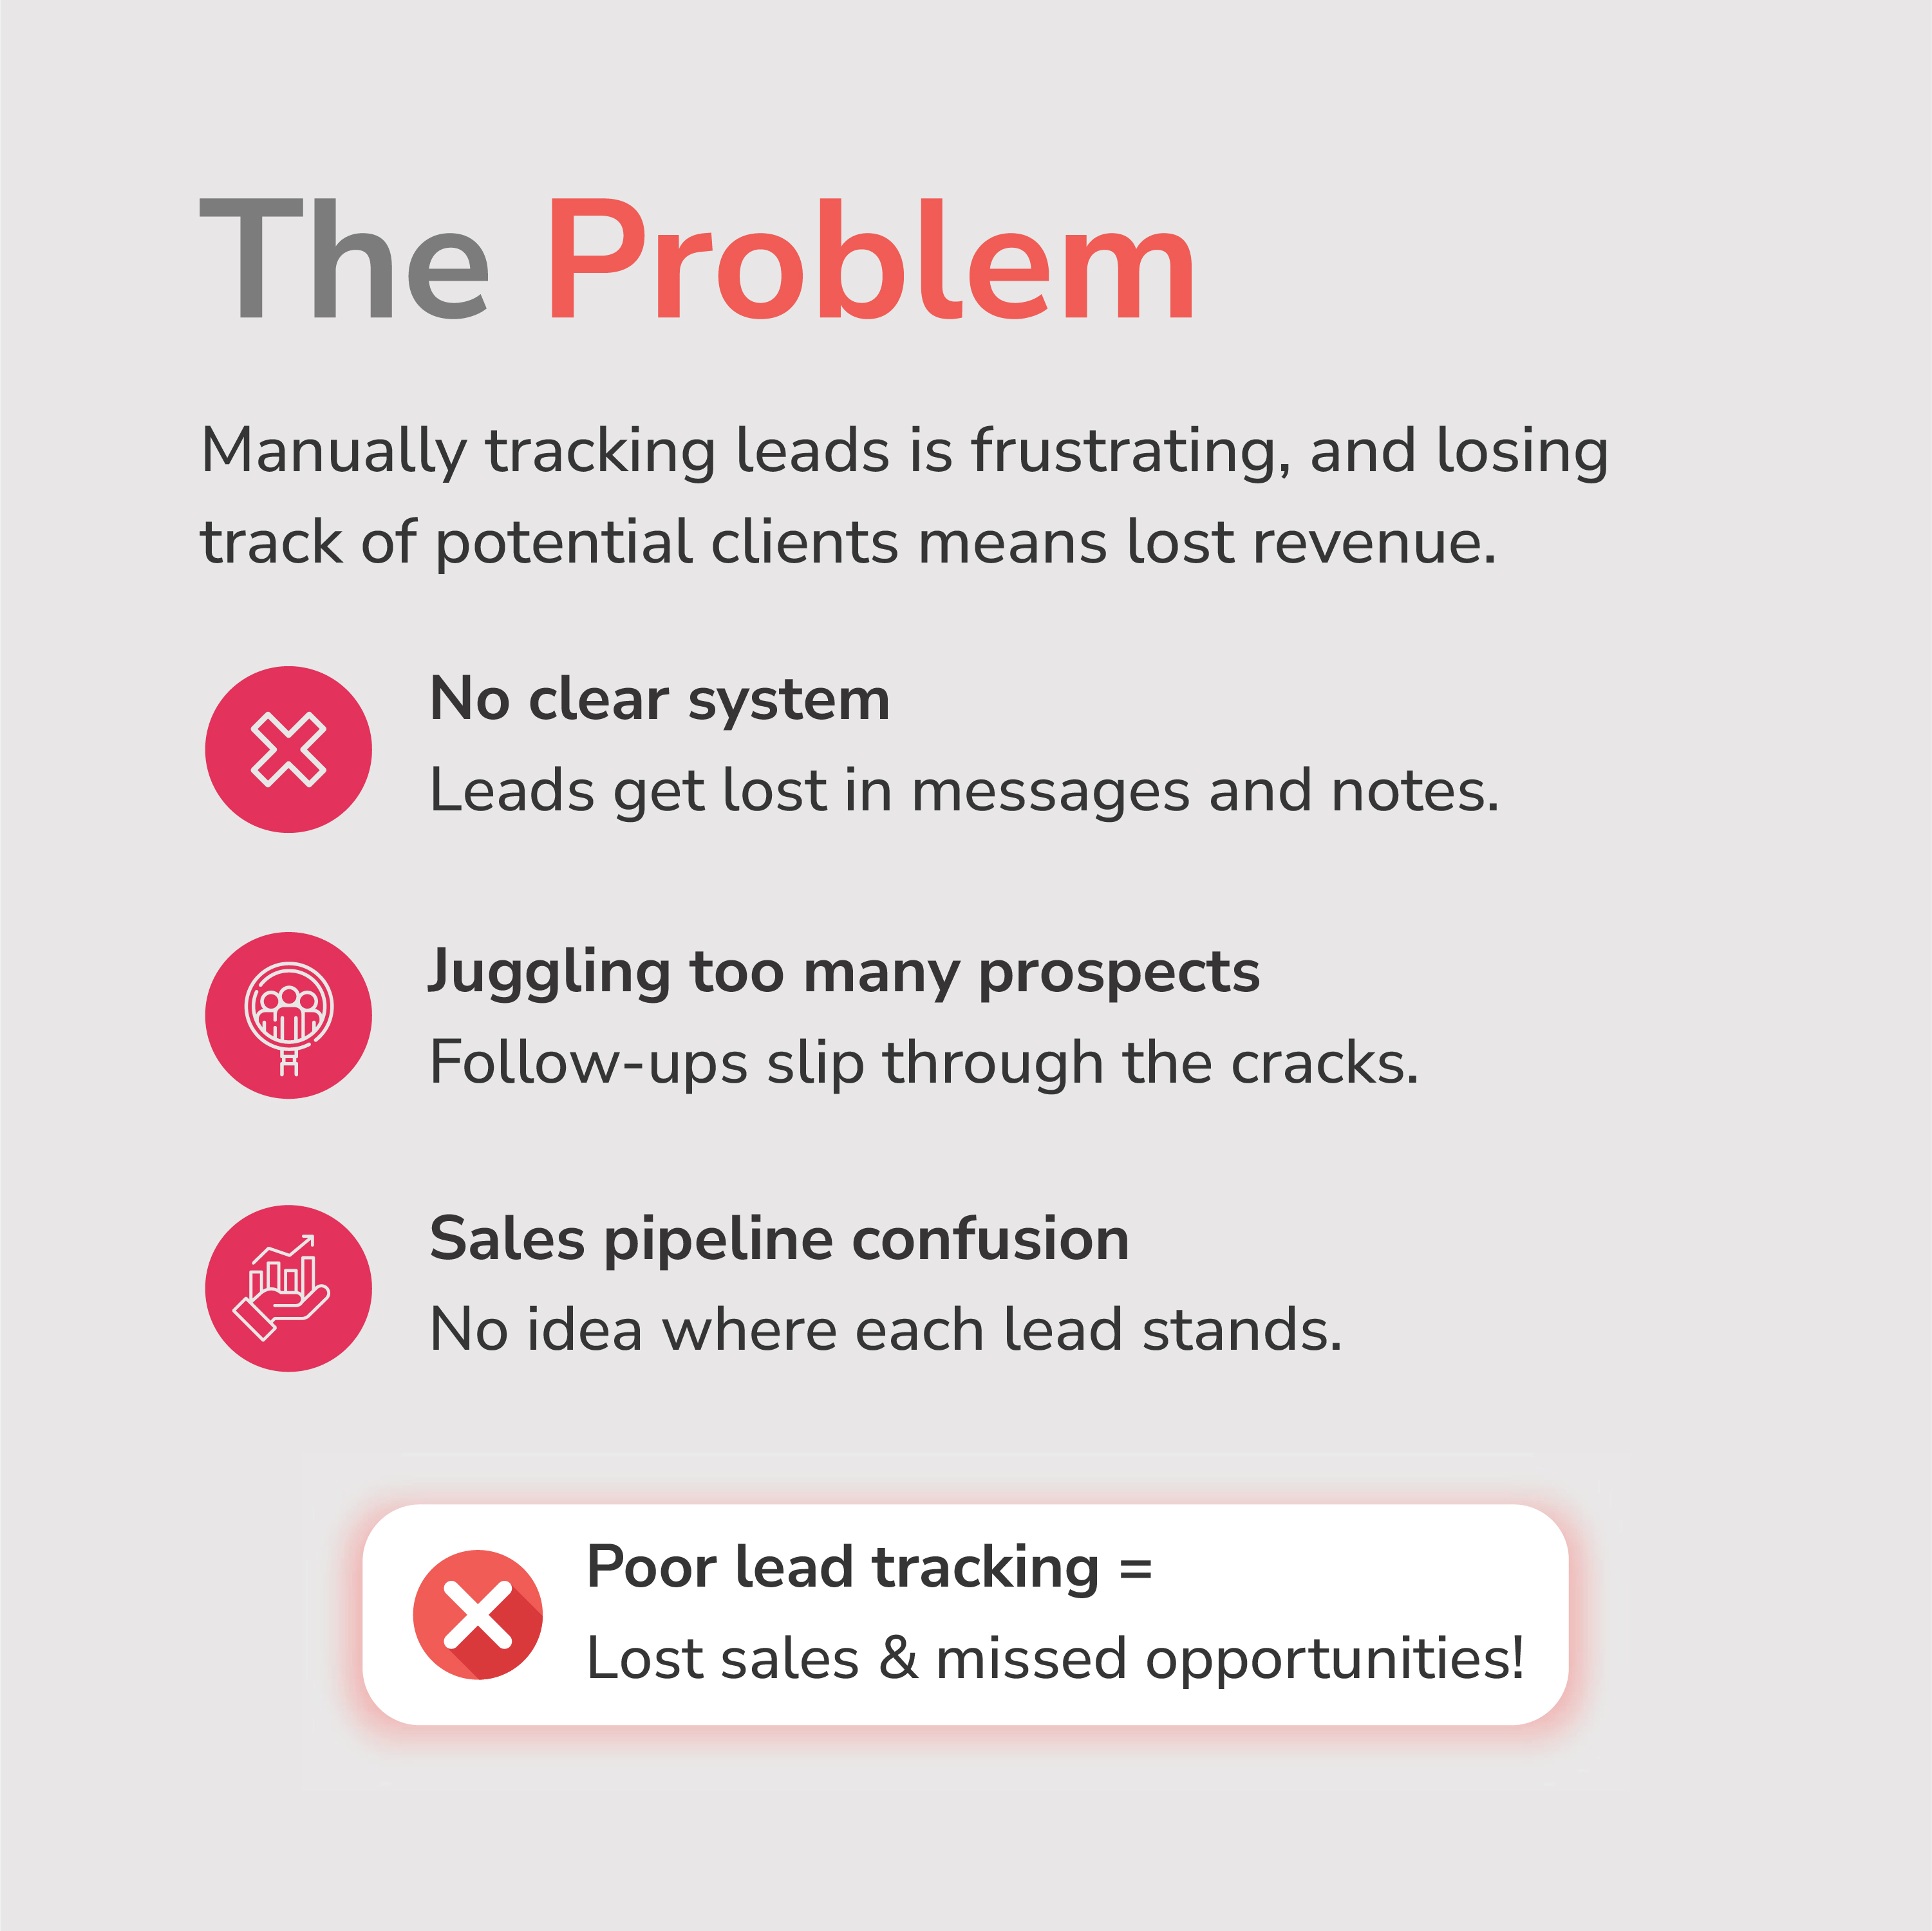 The Problem
Manually tracking leads is frustrating, and losing
track of potential clients means lost revenue.
No clear system
Leads get lost in messages and notes.
Juggling too many prospects
Follow-ups slip through the cracks.
Sales pipeline confusion
No idea where each lead stands.
Poor lead tracking =
Lost sales & missed opportunities!